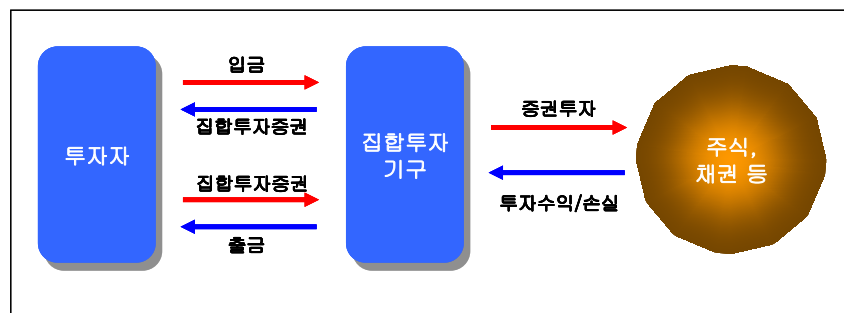 투자자
입금
집합투자증권
집합투자증권
출금
집합투자
기구
증권투자
투자수익/손실
주식,
채권 등